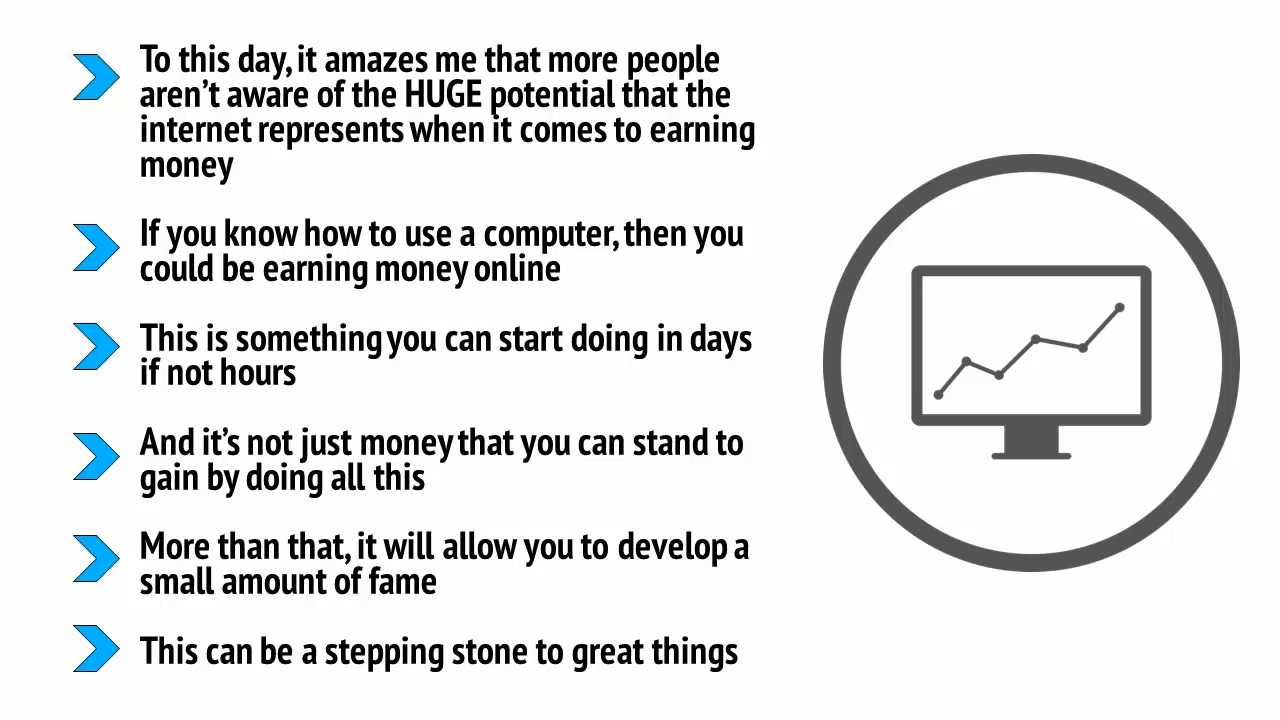 To this day, it amazes me that more people
aren’t aware of the HUGE potential that the
internet represents when it comes to earning
money
If you know how to use a computer, then you
could be earning money online
This is something you can start doing in days
if not hours
And it’s not just money that you can stand to
gain by doing all this
More than that, it will allow you to develop a
small amount of fame
This can be a stepping stone to great things